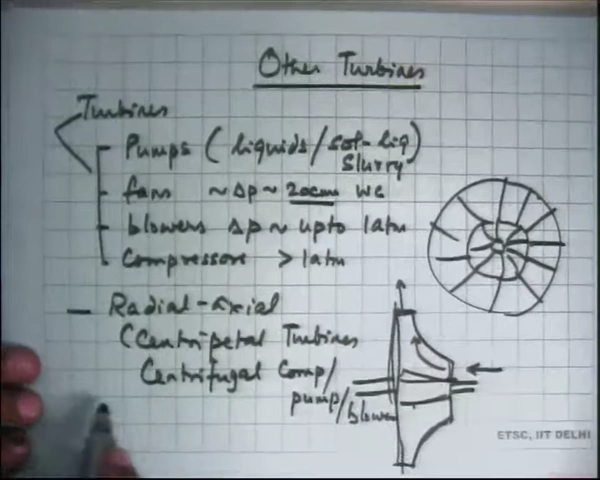 Other Turbines
Turbines
Pumps (liquids/sol-liq
slurry)
fans ~ Δp ~ 20cm WC
blowers Δp ~ upto 1atm
Compressors > 1atm
— Radial-axial
(Centripetal Turbines
Centrifugal Comp/
pump/blower
ETSC, IIT DELHI